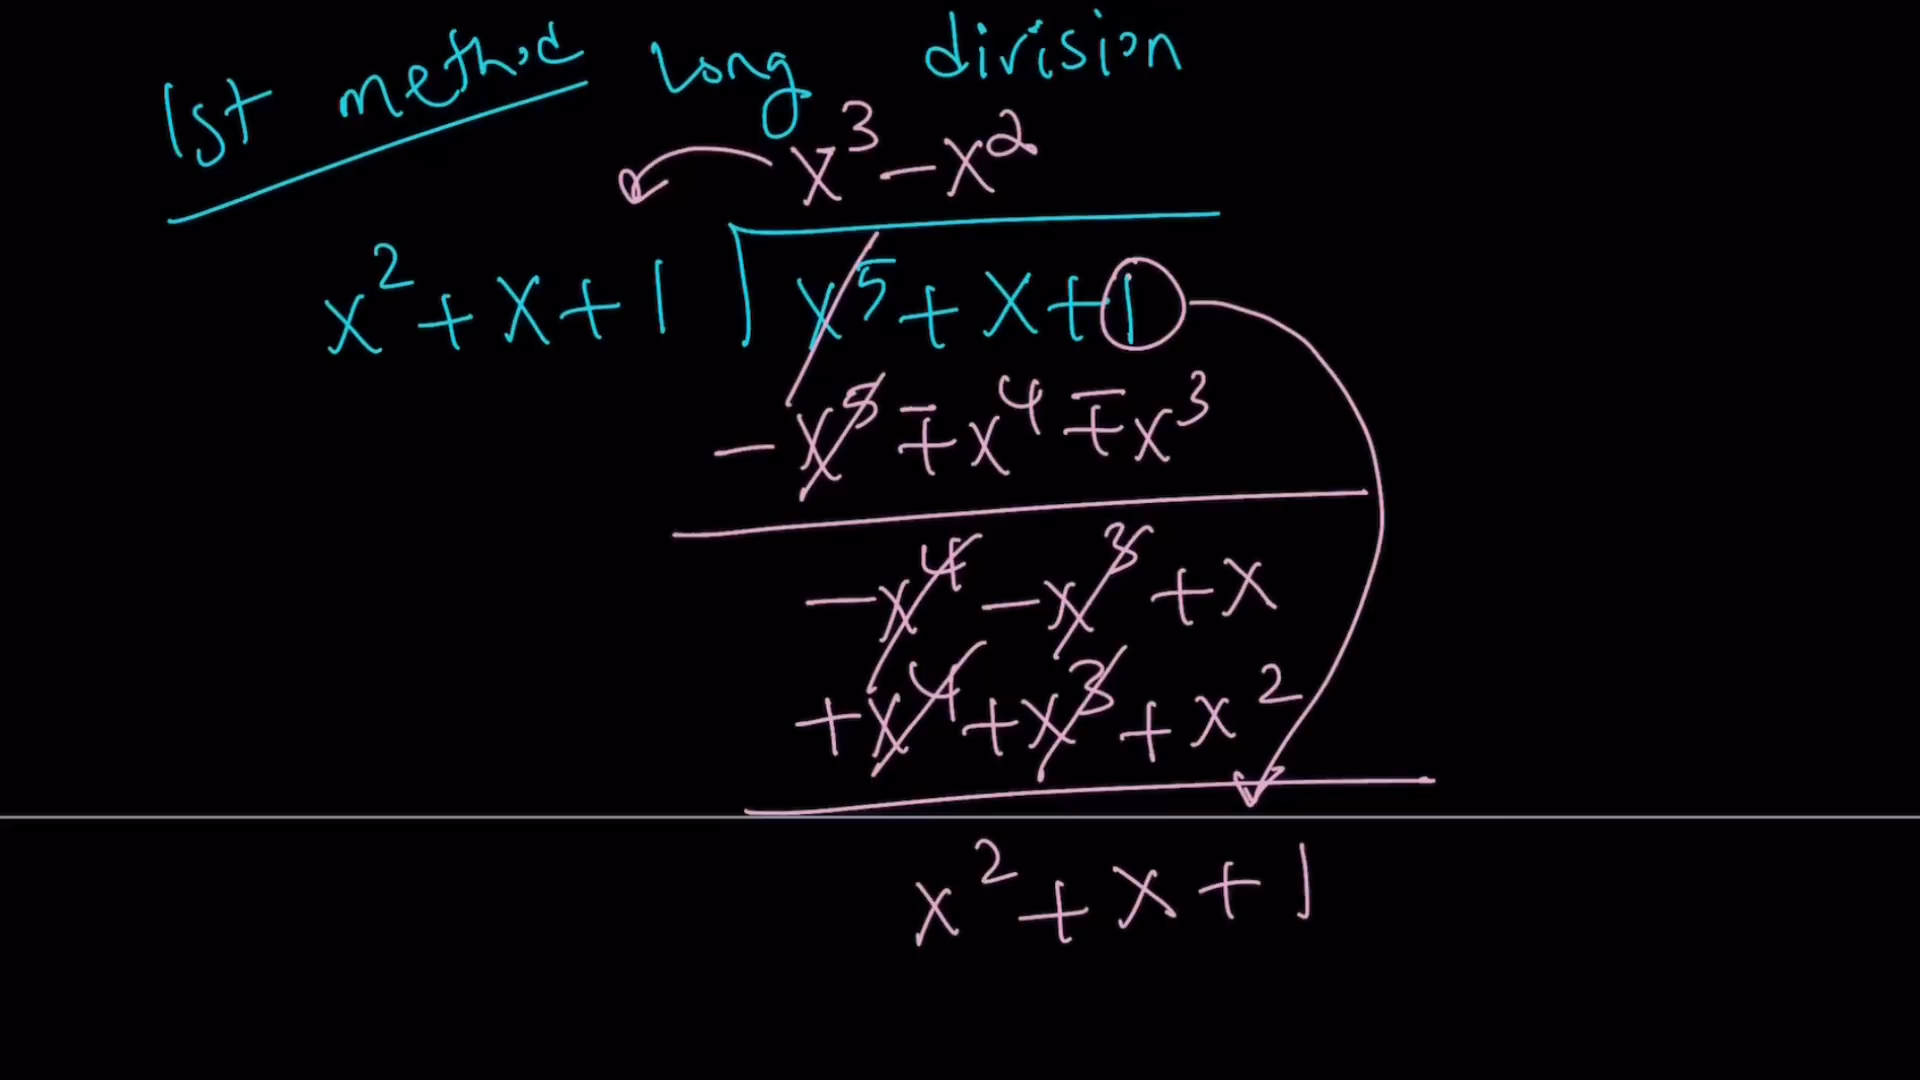 1st method long division
x³ - x²
x² + x + 1 ⟌ x⁵ + x + 1
- x⁵ ∓ x⁴ ∓ x³
- x⁴ - x³ + x
+ x⁴ + x³ + x²
x² + x + 1